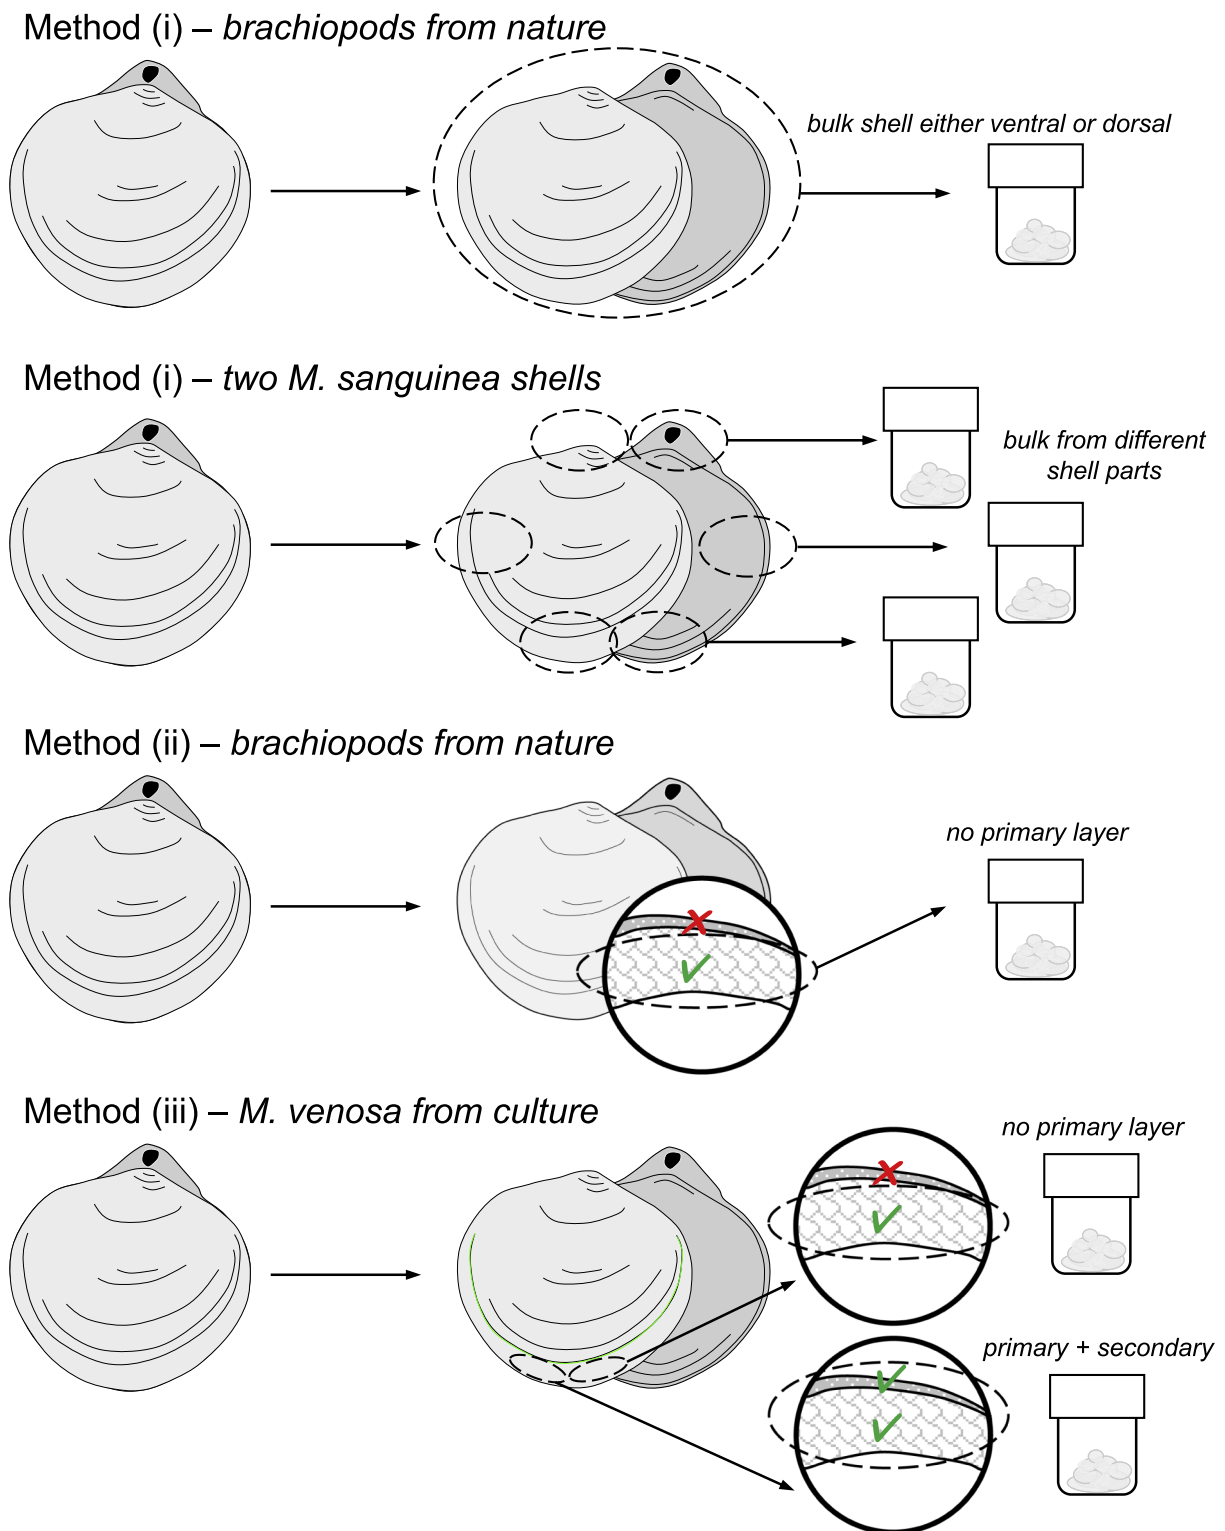 Method (i) – brachiopods from nature
bulk shell either ventral or dorsal
Method (i) – two M. sanguinea shells
bulk from different
shell parts
Method (ii) – brachiopods from nature
no primary layer
Method (iii) – M. venosa from culture
no primary layer
primary + secondary